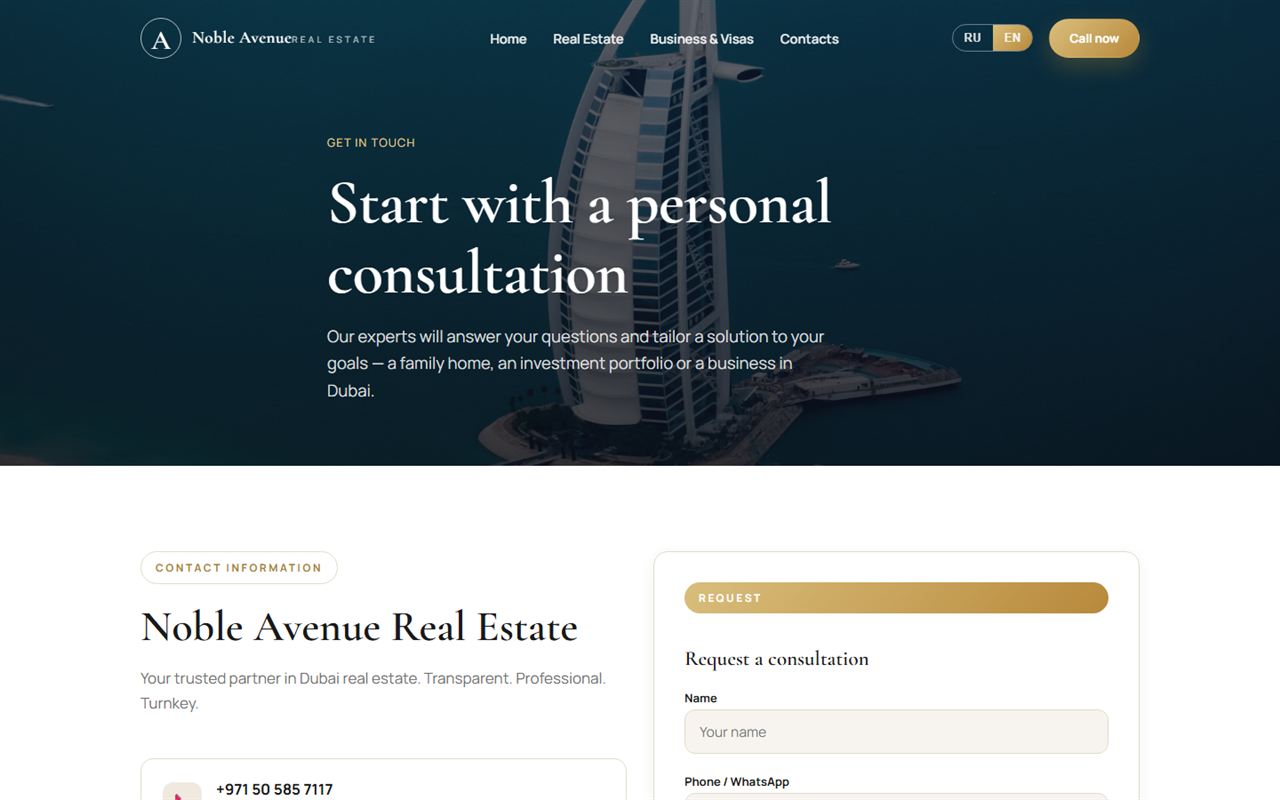 A Noble Avenue REAL ESTATE
Home Real Estate Business & Visas Contacts
RU EN Call now
GET IN TOUCH
Start with a personal
consultation
Our experts will answer your questions and tailor a solution to your
goals — a family home, an investment portfolio or a business in
Dubai.
CONTACT INFORMATION
Noble Avenue Real Estate
Your trusted partner in Dubai real estate. Transparent. Professional.
Turnkey.
+971 50 585 7117
REQUEST
Request a consultation
Name
Your name
Phone / WhatsApp